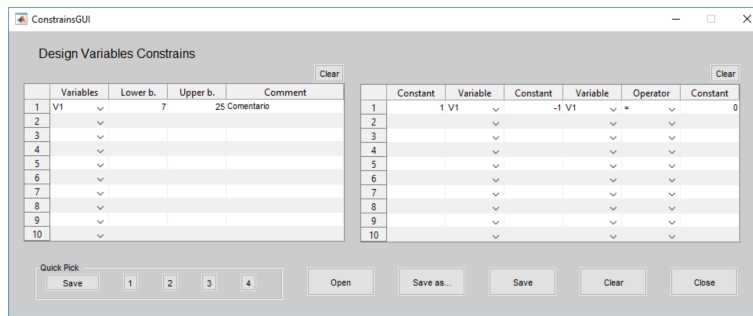 ConstrainsGUI
Design Variables Constrains
Clear
Clear
Variables Lower b. Upper b. Comment
1 V1 7 25 Comentario
2
3
4
5
6
7
8
9
10
Constant Variable Constant Variable Operator Constant
1 1 V1 -1 V1 = 0
2
3
4
5
6
7
8
9
10
Quick Pick
Save 1 2 3 4 Open Save as... Save Clear Close